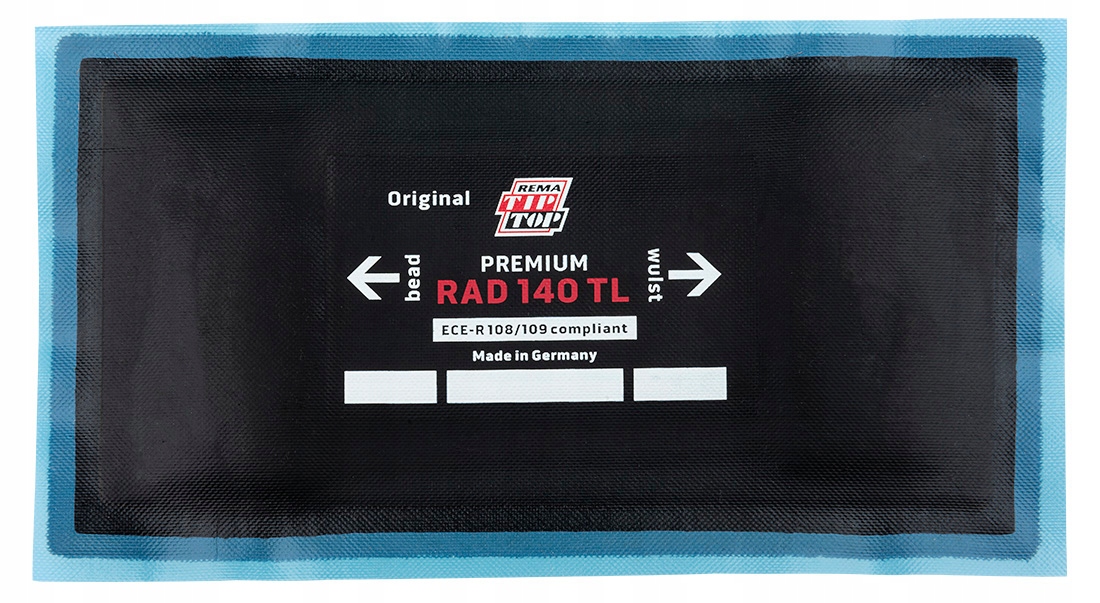 Original
REMA
TIP
TOP
bead
PREMIUM
wulst
RAD 140 TL
ECE-R 108/109 compliant
Made in Germany